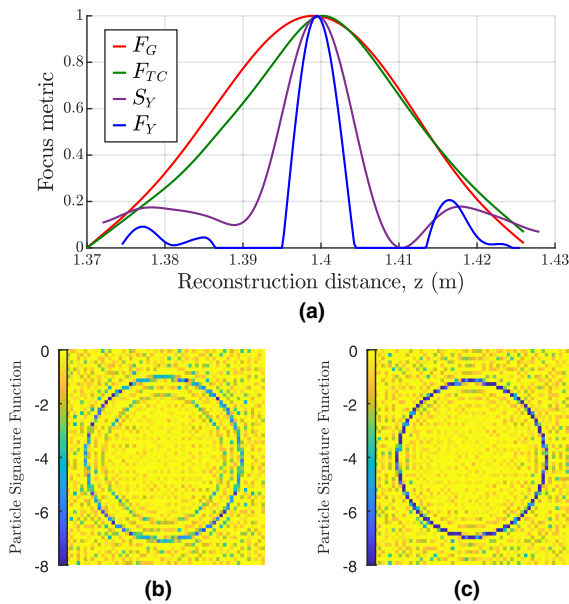 1
0.8
0.6
0.4
0.2
0
Focus metric
F_G
F_TC
S_Y
F_Y
1.37 1.38 1.39 1.4 1.41 1.42 1.43
Reconstruction distance, z (m)
(a)
Particle Signature Function
0
-2
-4
-6
-8
(b)
Particle Signature Function
0
-2
-4
-6
-8
(c)